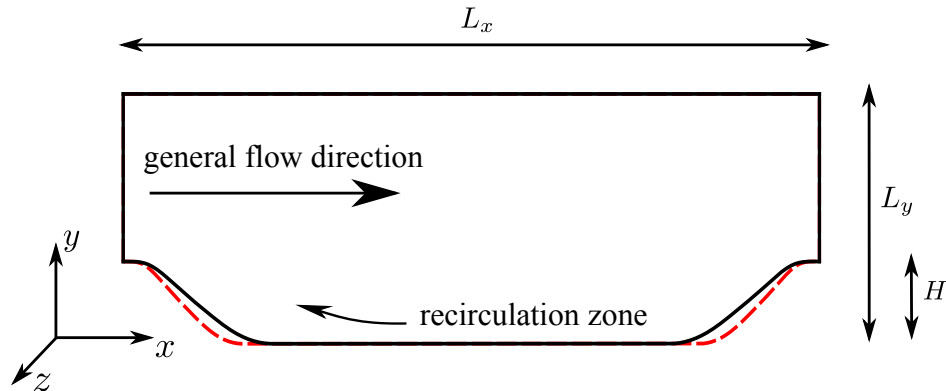 L_x
general flow direction
L_y
y
H
recirculation zone
x
z